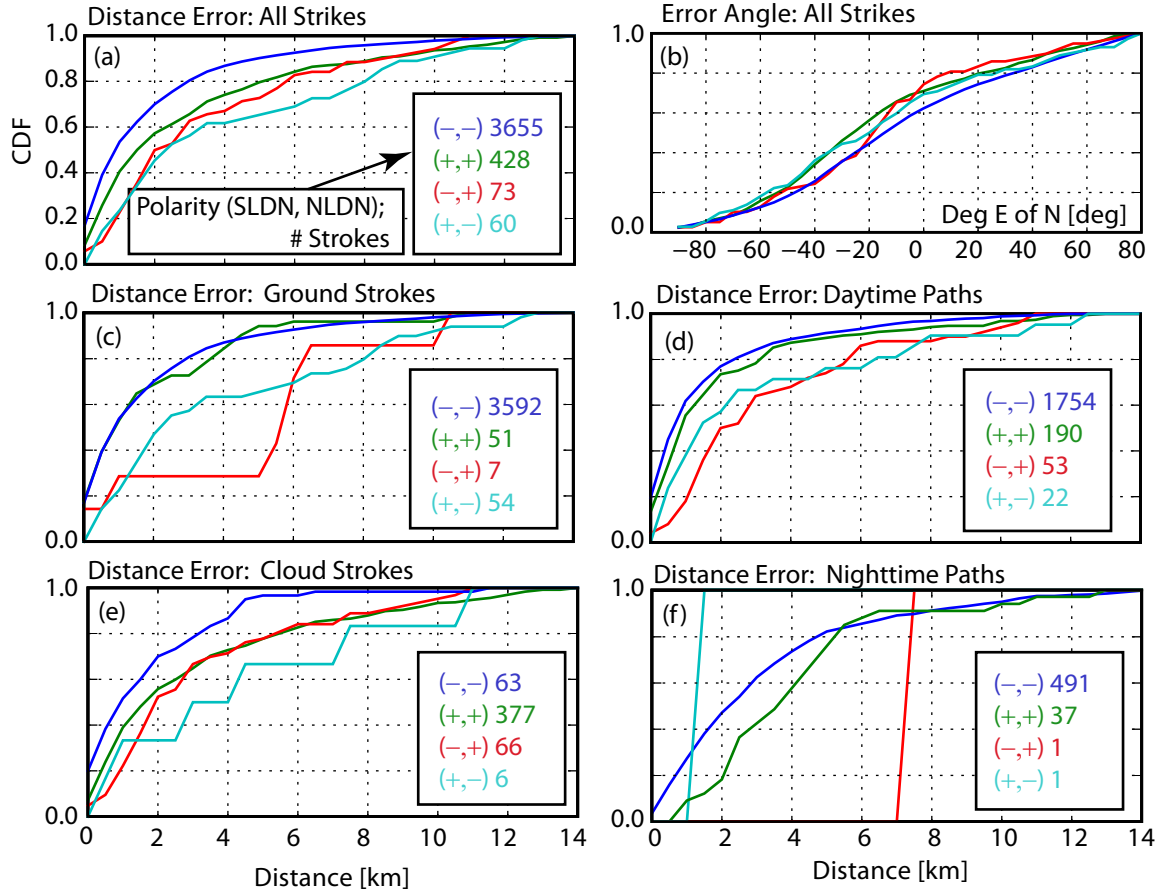 Distance Error: All Strikes
(a)
CDF
1.0
0.8
0.6
0.4
0.2
0.0
(−,−) 3655
(+,+) 428
(−,+) 73
(+,−) 60
Polarity (SLDN, NLDN);
# Strokes
Error Angle: All Strikes
(b)
1.0
0.0
Deg E of N [deg]
−80 −60 −40 −20 0 20 40 60 80
Distance Error: Ground Strokes
(c)
1.0
0.0
(−,−) 3592
(+,+) 51
(−,+) 7
(+,−) 54
Distance Error: Daytime Paths
(d)
1.0
0.0
(−,−) 1754
(+,+) 190
(−,+) 53
(+,−) 22
Distance Error: Cloud Strokes
(e)
1.0
0.0
(−,−) 63
(+,+) 377
(−,+) 66
(+,−) 6
0 2 4 6 8 10 12 14
Distance [km]
Distance Error: Nighttime Paths
(f)
1.0
0.0
(−,−) 491
(+,+) 37
(−,+) 1
(+,−) 1
0 2 4 6 8 10 12 14
Distance [km]